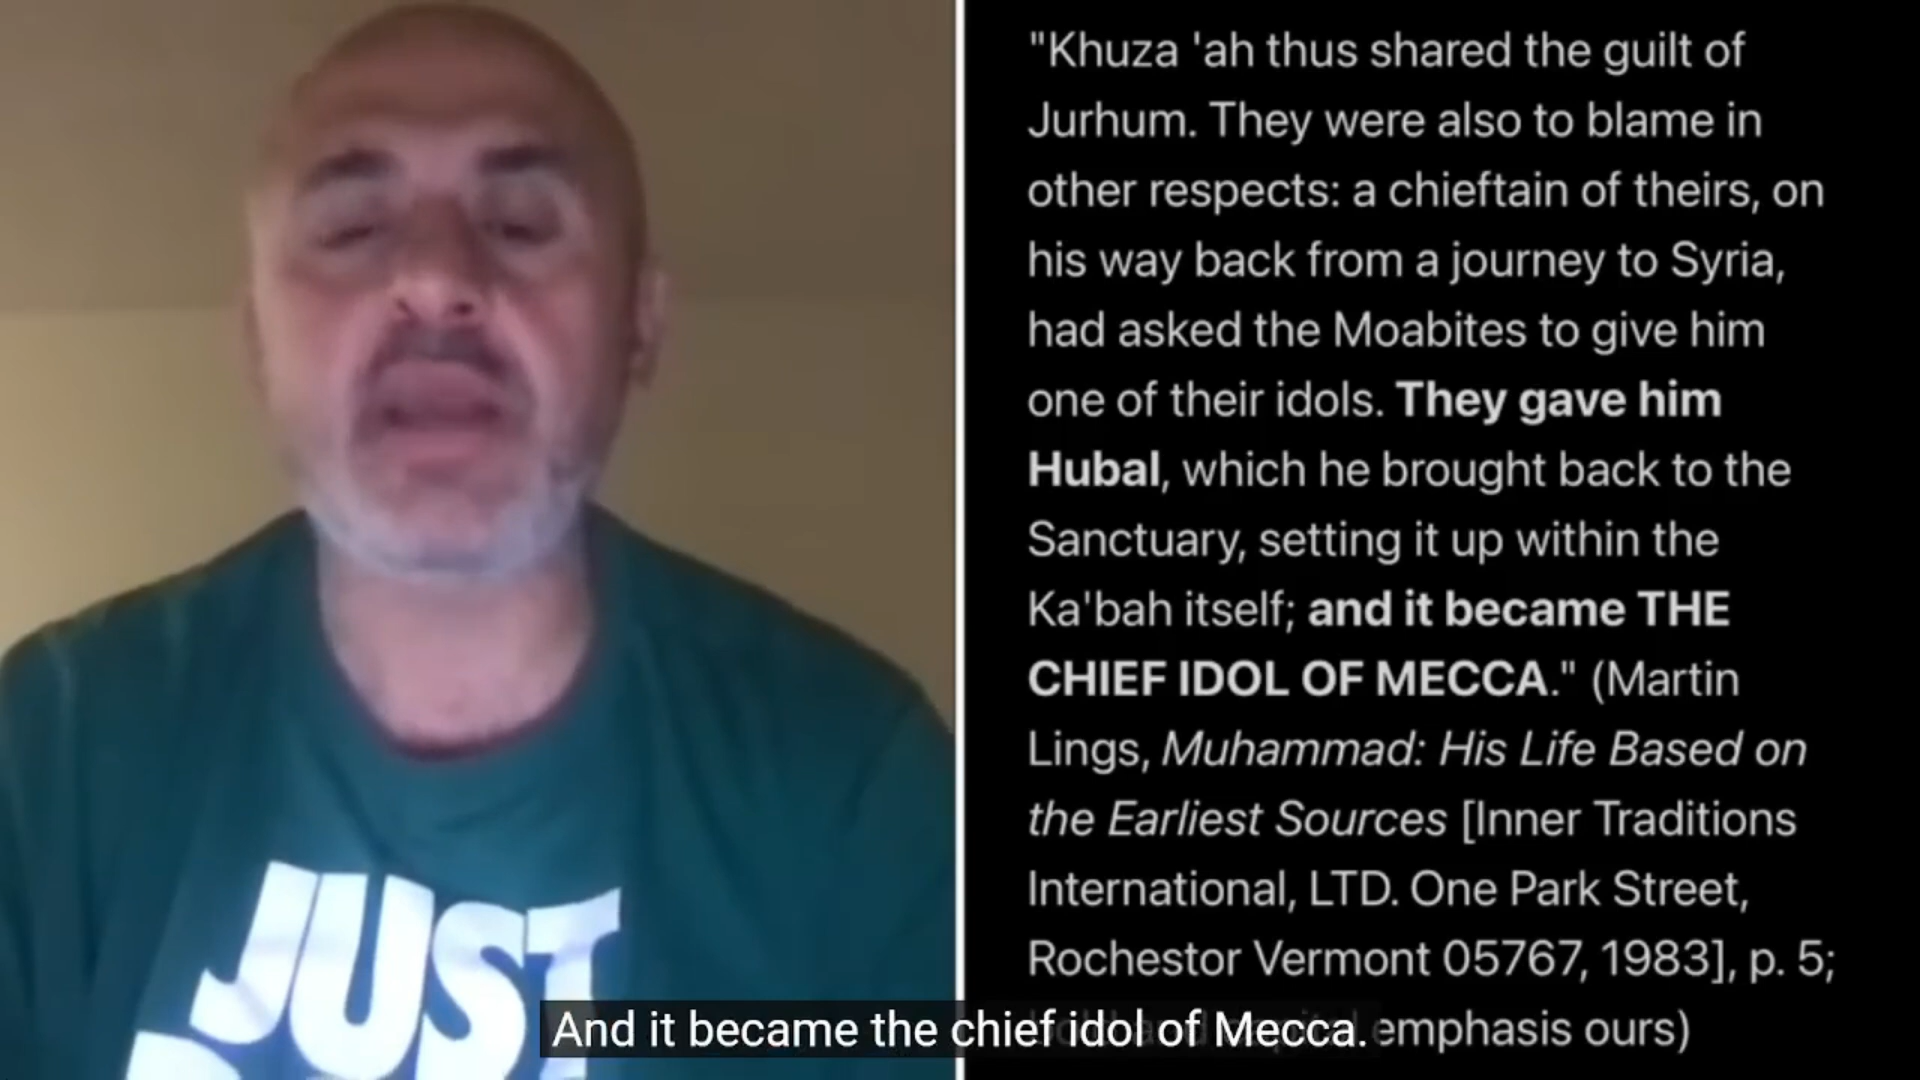 "Khuza 'ah thus shared the guilt of
Jurhum. They were also to blame in
other respects: a chieftain of theirs, on
his way back from a journey to Syria,
had asked the Moabites to give him
one of their idols. They gave him
Hubal, which he brought back to the
Sanctuary, setting it up within the
Ka'bah itself; and it became THE
CHIEF IDOL OF MECCA." (Martin
Lings, Muhammad: His Life Based on
the Earliest Sources [Inner Traditions
International, LTD. One Park Street,
Rochestor Vermont 05767, 1983], p. 5;
emphasis ours)
JUST
And it became the chief idol of Mecca.